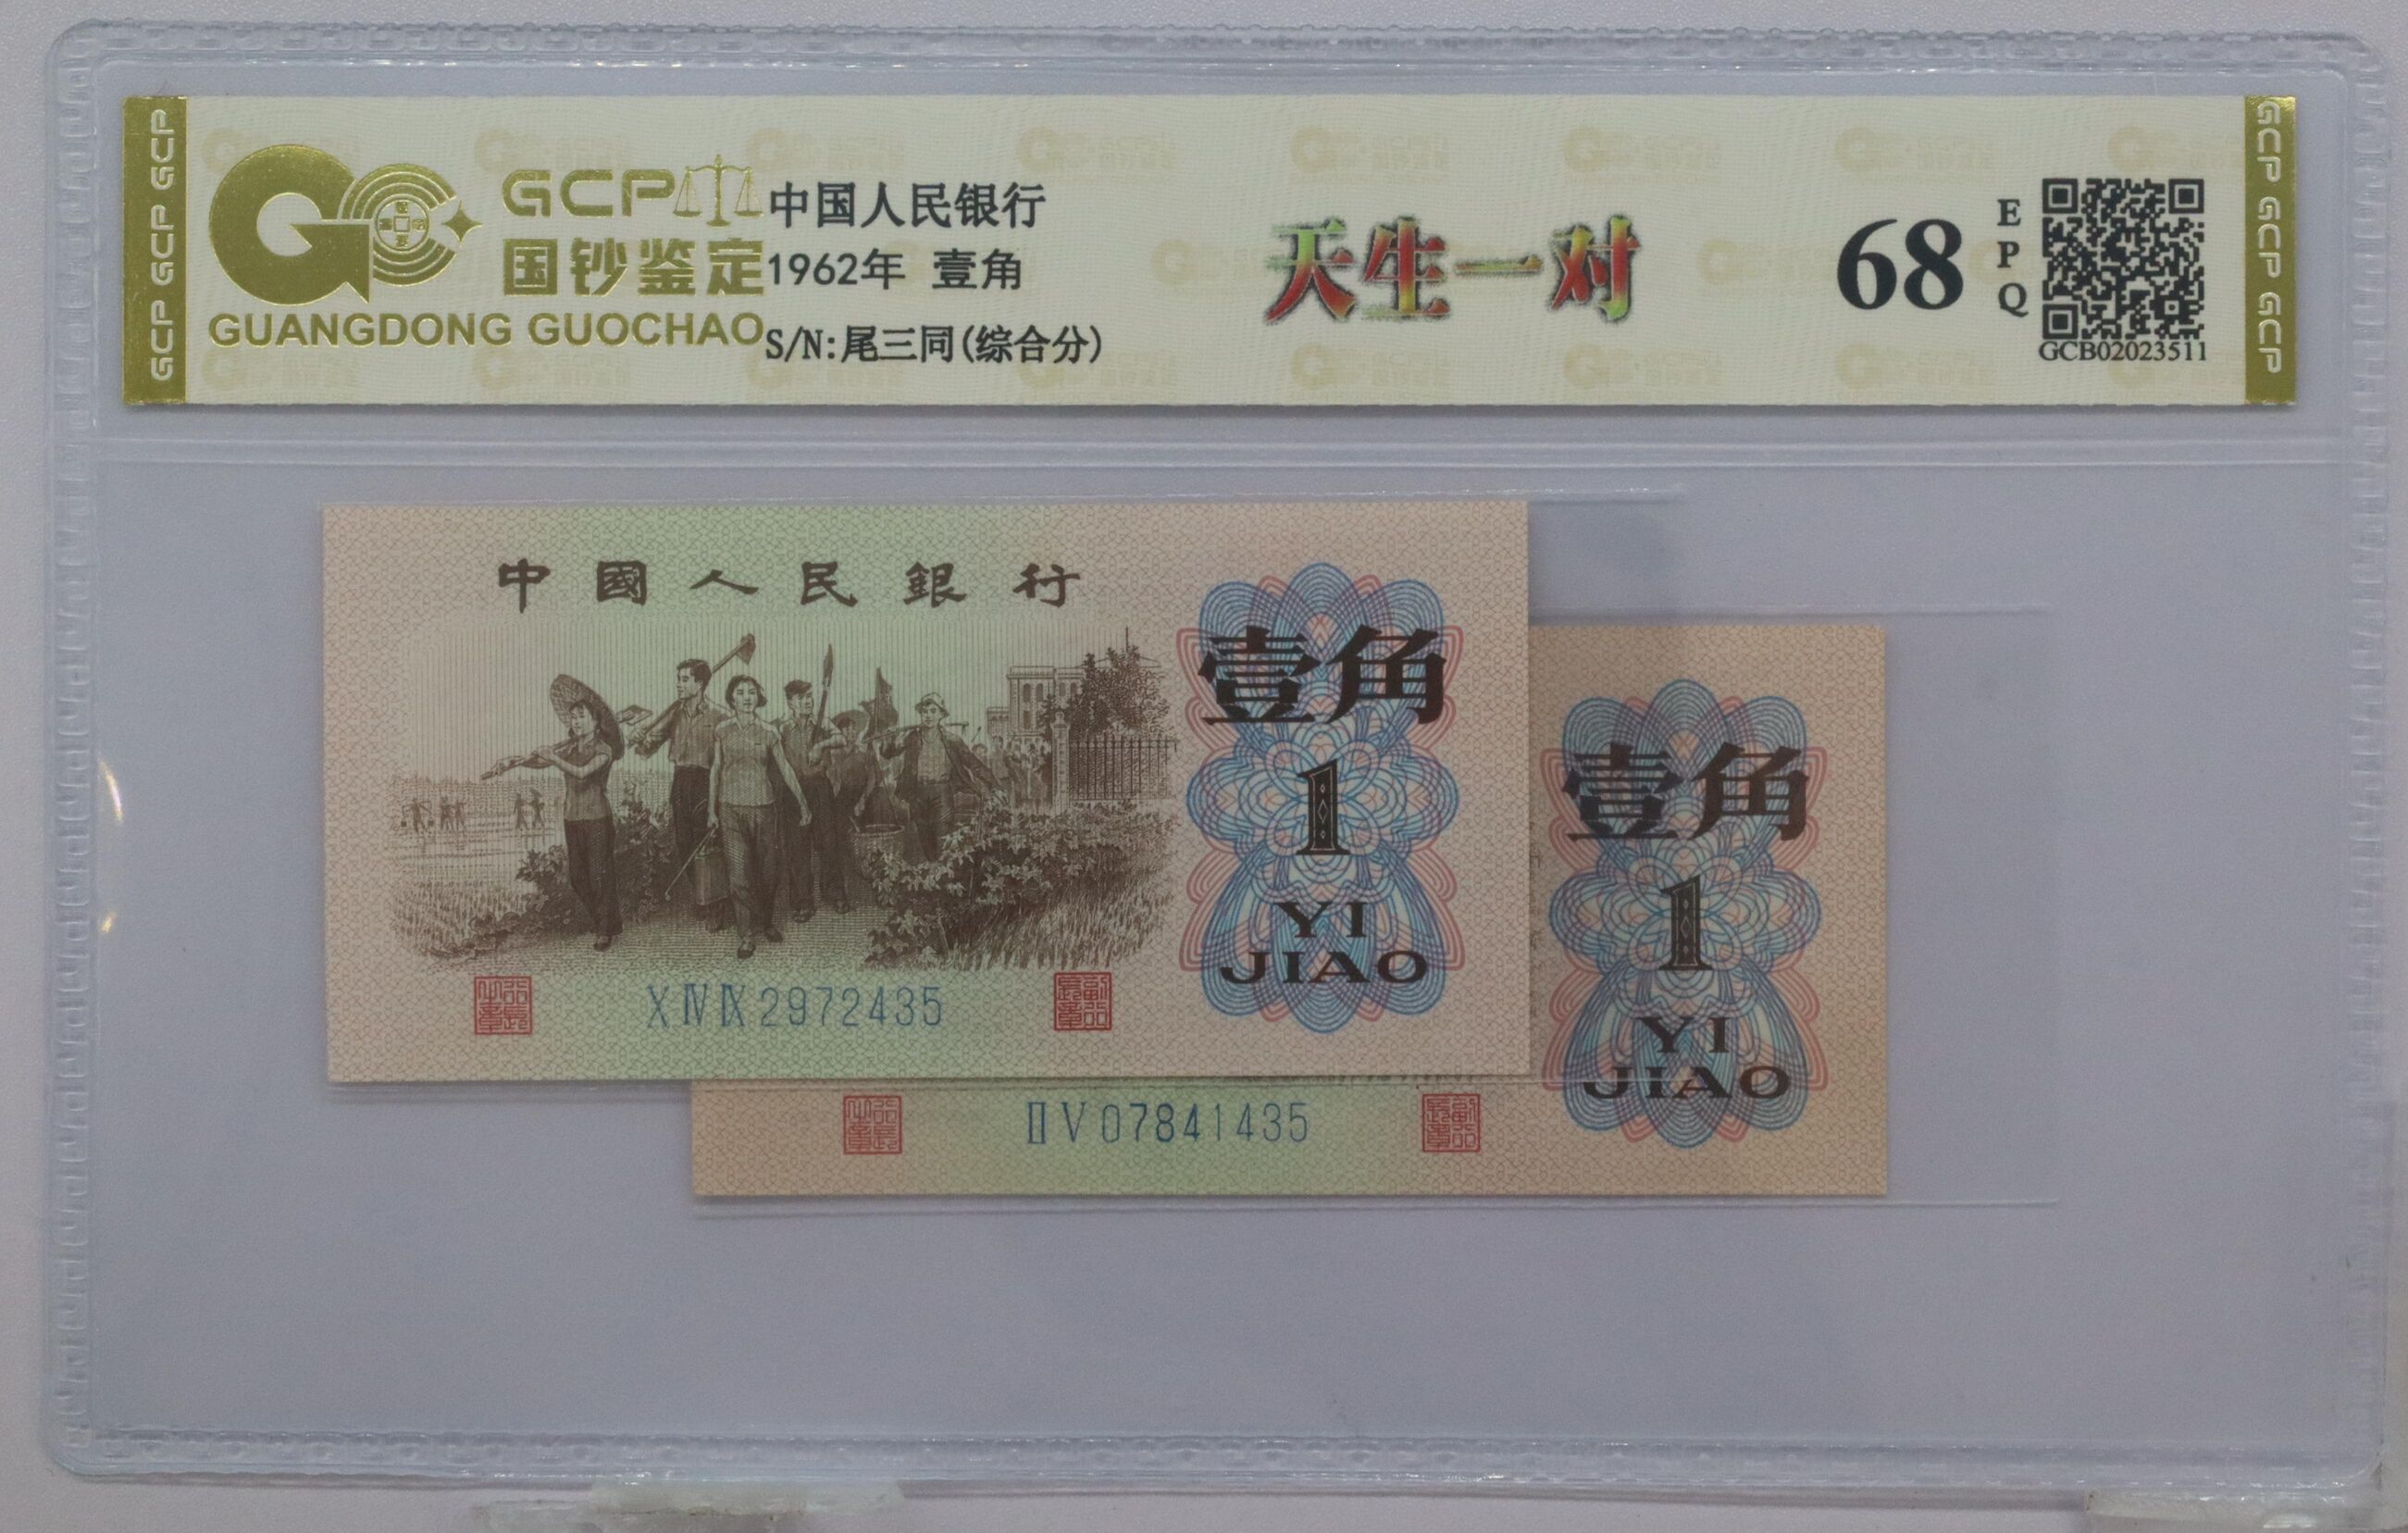 GCP GCP GCP
GCP
国钞鉴定
GUANGDONG GUOCHAO
中国人民银行
1962年 壹角
S/N:尾三同(综合分)
天生一对
68
EPQ
GCB02023511
GCP GCP GCP
中國人民銀行
壹角
1
YI
JIAO
XⅣⅨ2972435
壹角
1
YI
JIAO
ⅡⅤ07841435